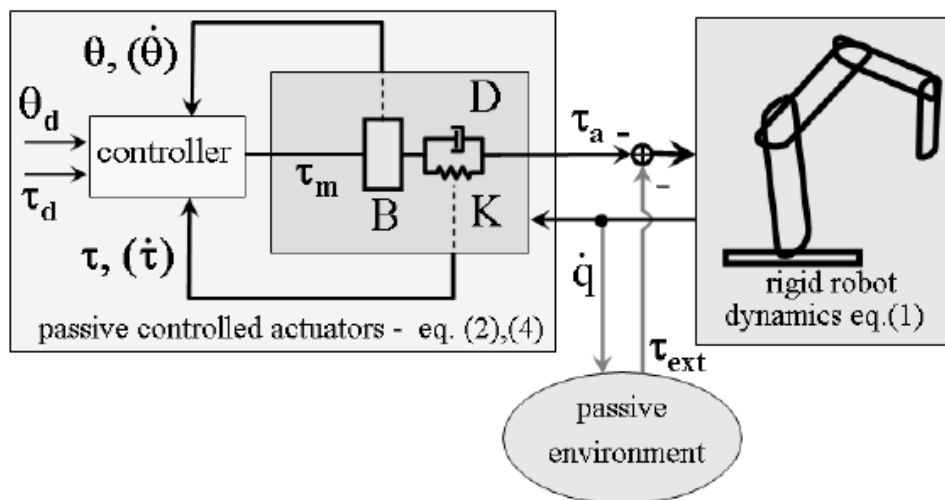 θ, (θ̇)
θd
controller
τd
τm
D
B
K
τ, (τ̇)
passive controlled actuators - eq. (2),(4)
τa -
-
q̇
τext
passive
environment
rigid robot
dynamics eq.(1)